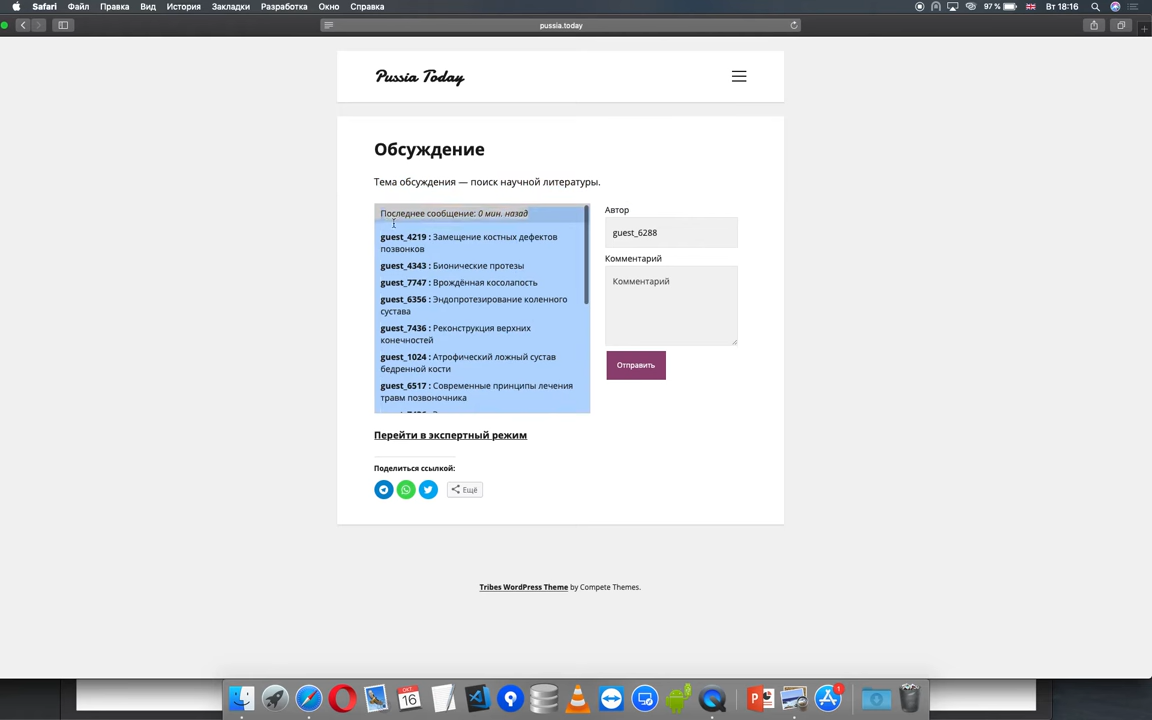 Safari Файл Правка Вид История Закладки Разработка Окно Справка 97 % Вт 18:16
pussia.today
Pussia Today
Обсуждение
Тема обсуждения — поиск научной литературы.
Последнее сообщение: 0 мин. назад
guest_4219 : Замещение костных дефектов
позвонков
guest_4343 : Бионические протезы
guest_7747 : Врождённая косолапость
guest_6356 : Эндопротезирование коленного
сустава
guest_7436 : Реконструкция верхних
конечностей
guest_1024 : Атрофический ложный сустав
бедренной кости
guest_6517 : Современные принципы лечения
травм позвоночника
Автор
guest_6288
Комментарий
Комментарий
Отправить
Перейти в экспертный режим
Поделиться ссылкой:
Ещё
Tribes WordPress Theme by Compete Themes.
ОКТ
16
1